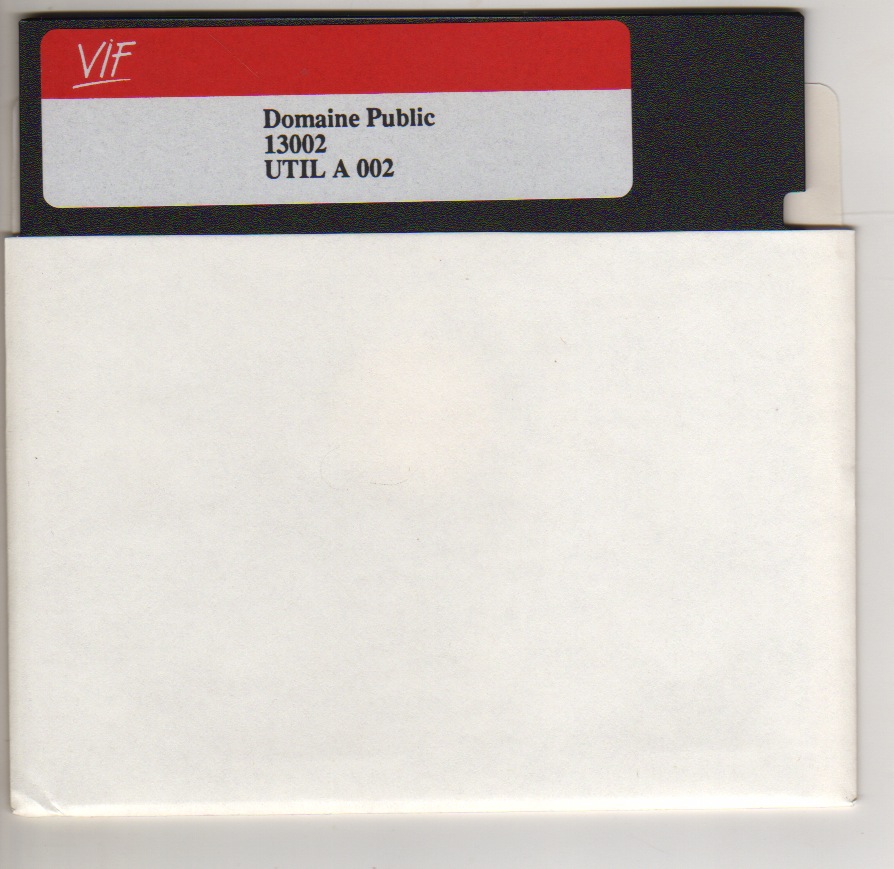 ViF
Domaine Public
13002
UTIL A 002